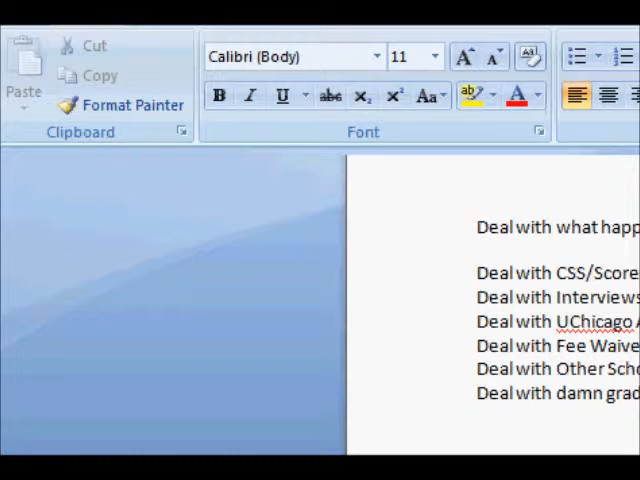 Cut
Copy
Paste
Format Painter
Clipboard
Calibri (Body)
11
A A
B I U abc x₂ x² Aa ab A
Font
Deal with what happ
Deal with CSS/Score
Deal with Interviews
Deal with UChicago A
Deal with Fee Waive
Deal with Other Scho
Deal with damn grad